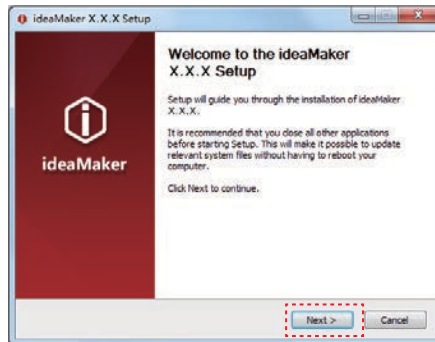 ideaMaker X.X.X Setup
Welcome to the ideaMaker
X.X.X Setup
Setup will guide you through the installation of ideaMaker
X.X.X.
It is recommended that you close all other applications
before starting Setup. This will make it possible to update
relevant system files without having to reboot your
computer.
Click Next to continue.
ideaMaker
Next >
Cancel